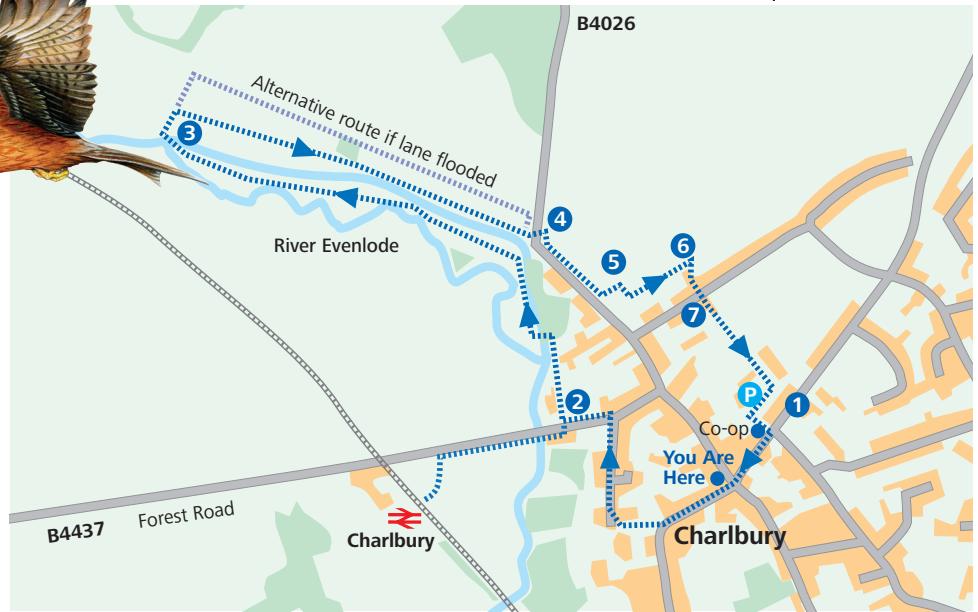 B4026
Alternative route if lane flooded
3
4
River Evenlode
5
6
7
2
P
1
Co-op
You Are
Here
Forest Road
B4437
Charlbury
Charlbury